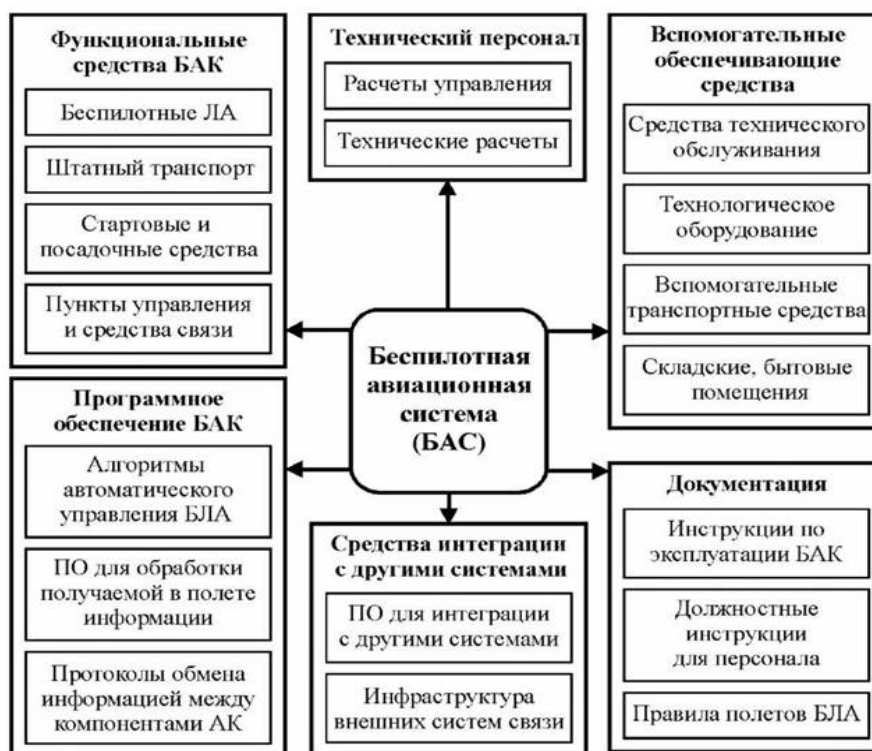 Функциональные
средства БАК
Беспилотные ЛА
Штатный транспорт
Стартовые и
посадочные средства
Пункты управления
и средства связи
Технический персонал
Расчеты управления
Технические расчеты
Вспомогательные
обеспечивающие
средства
Средства технического
обслуживания
Технологическое
оборудование
Вспомогательные
транспортные средства
Складские, бытовые
помещения
Беспилотная
авиационная
система
(БАС)
Программное
обеспечение БАК
Алгоритмы
автоматического
управления БЛА
ПО для обработки
получаемой в полете
информации
Протоколы обмена
информацией между
компонентами АК
Средства интеграции
с другими системами
ПО для интеграции
с другими системами
Инфраструктура
внешних систем связи
Документация
Инструкции по
эксплуатации БАК
Должностные
инструкции
для персонала
Правила полетов БЛА